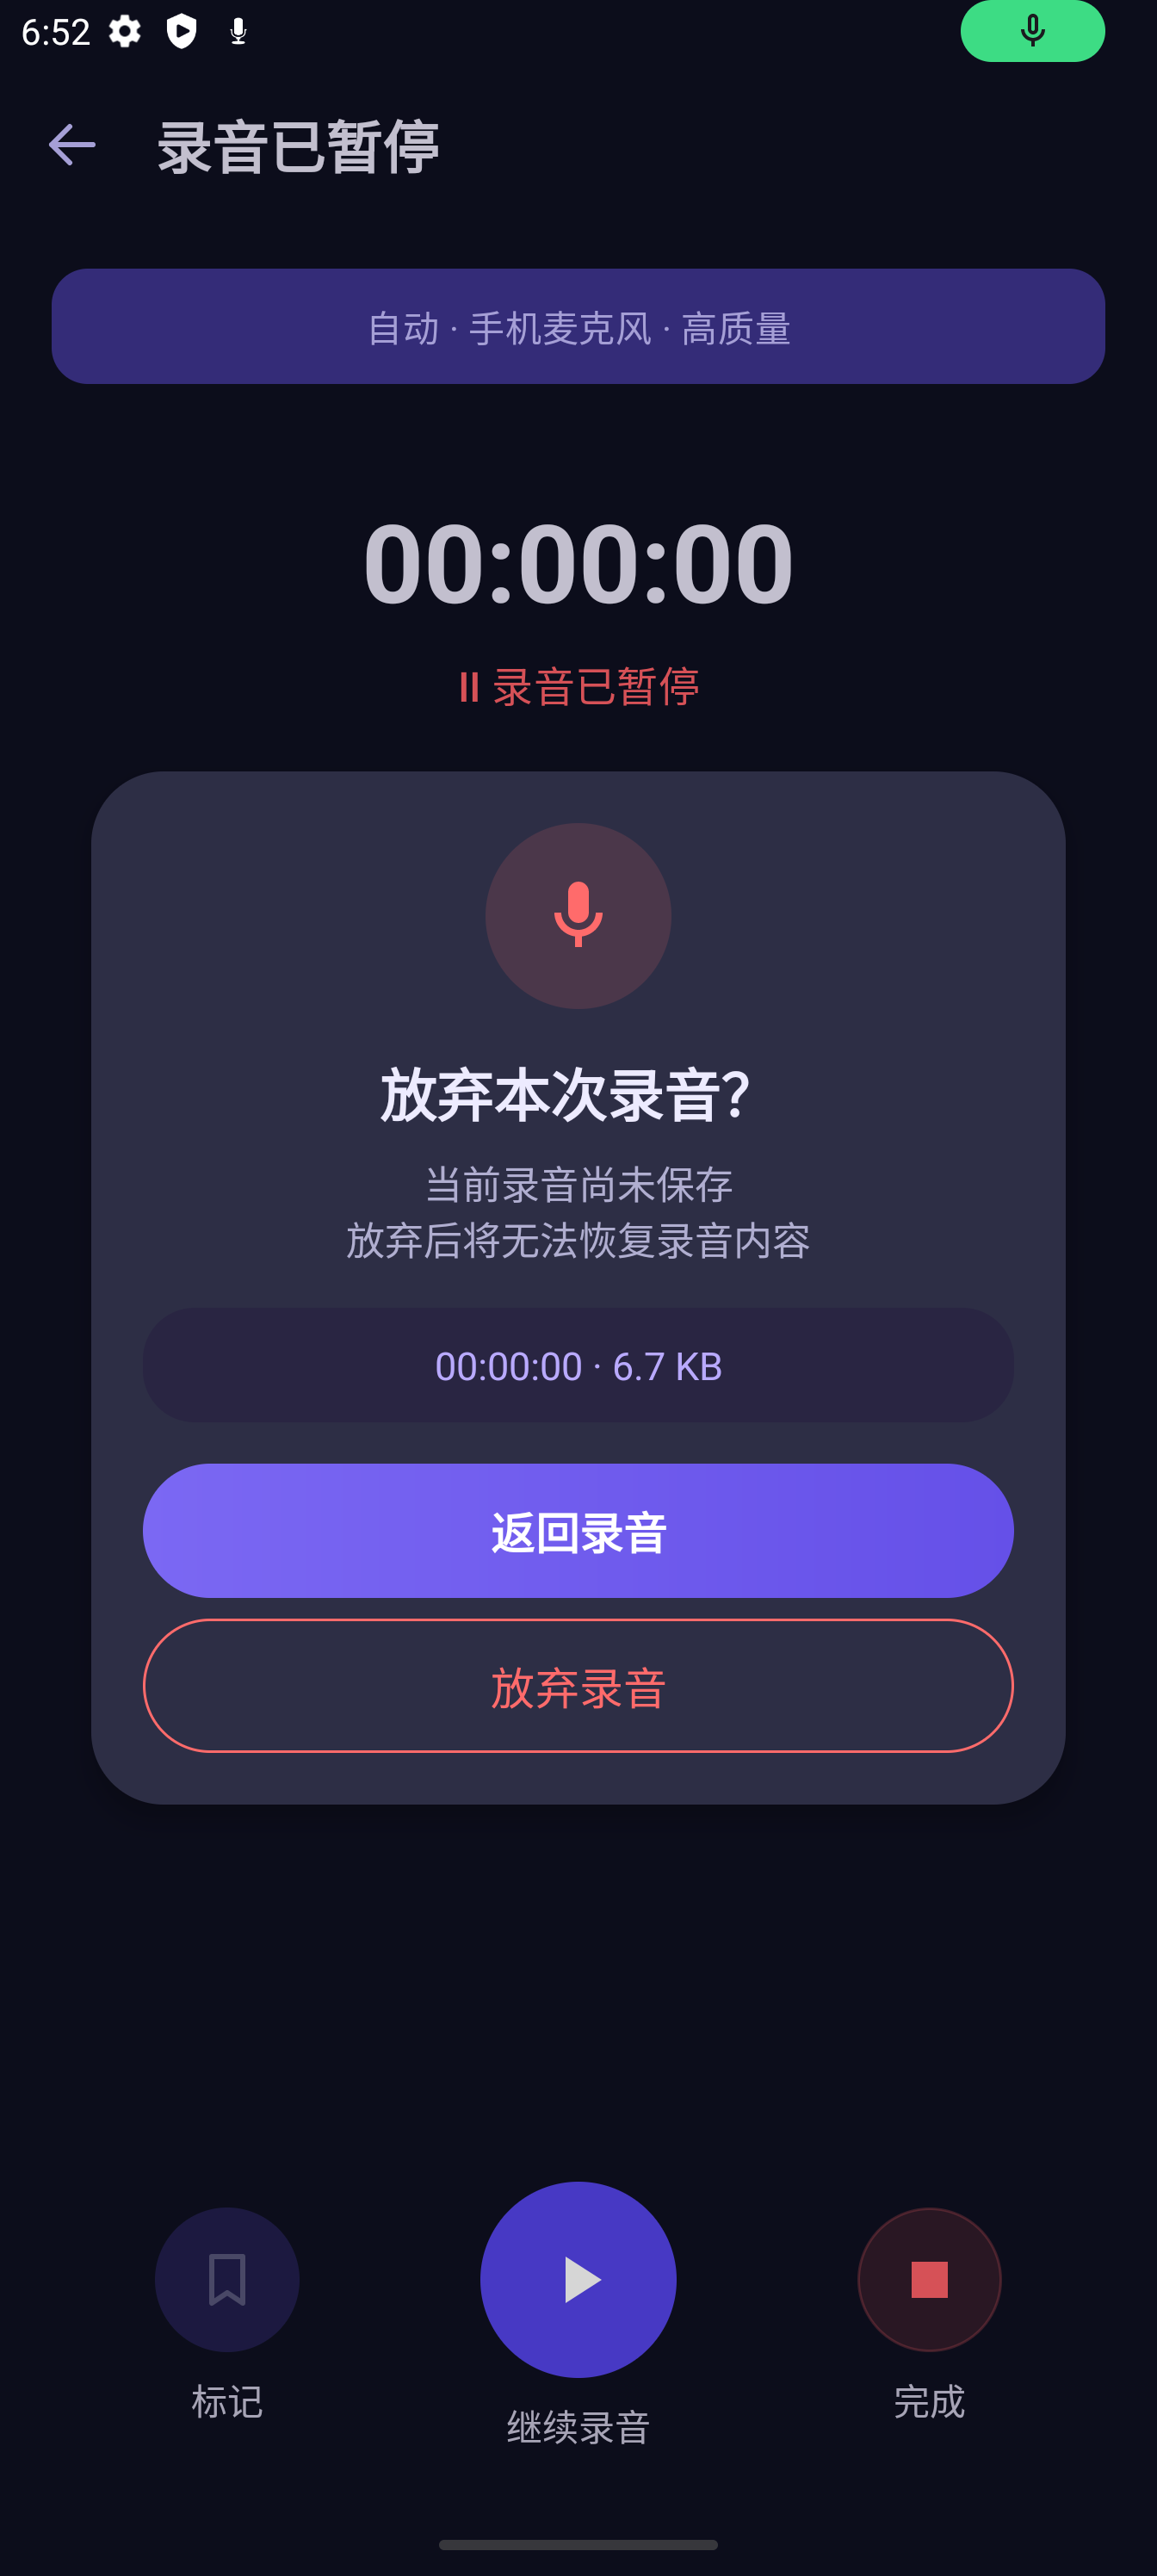 6:52
录音已暂停
自动 · 手机麦克风 · 高质量
00:00:00
录音已暂停
放弃本次录音?
当前录音尚未保存
放弃后将无法恢复录音内容
00:00:00 · 6.7 KB
返回录音
放弃录音
标记
继续录音
完成